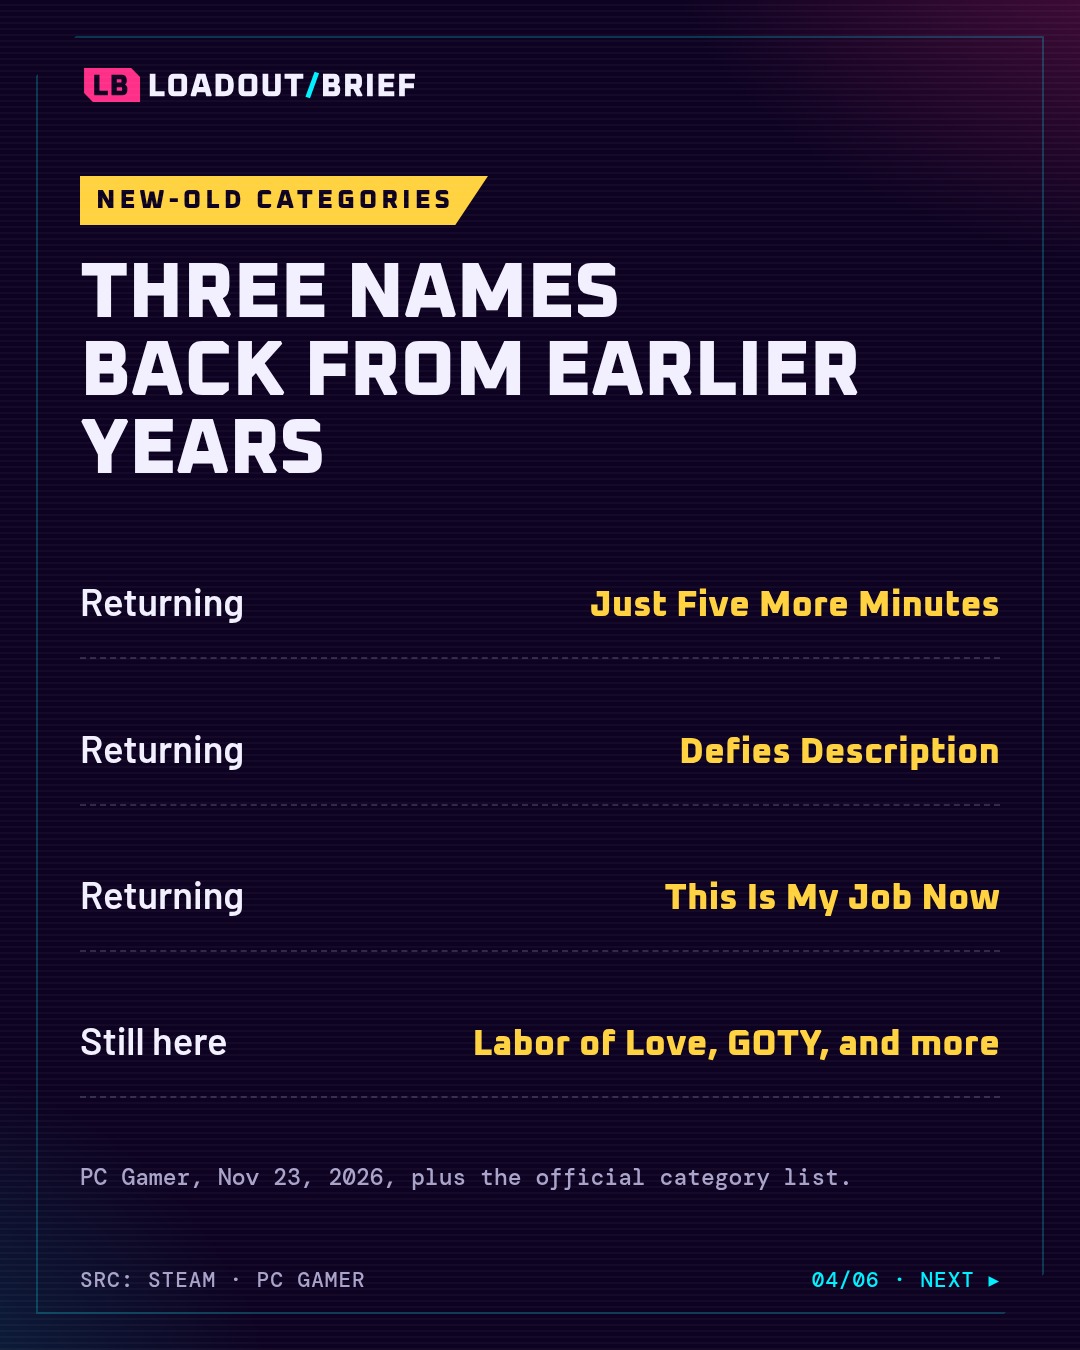 LB LOADOUT/BRIEF
NEW-OLD CATEGORIES
THREE NAMES
BACK FROM EARLIER
YEARS
Returning Just Five More Minutes
Returning Defies Description
Returning This Is My Job Now
Still here Labor of Love, GOTY, and more
PC Gamer, Nov 23, 2026, plus the official category list.
SRC: STEAM · PC GAMER 04/06 · NEXT ▸